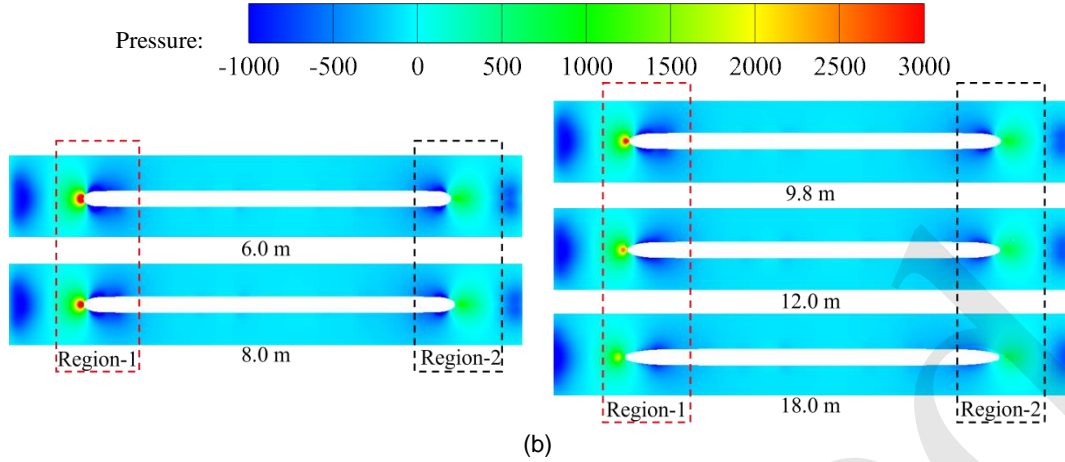 Pressure:
-1000 -500 0 500 1000 1500 2000 2500 3000
6.0 m
8.0 m
Region-1 Region-2
9.8 m
12.0 m
18.0 m
Region-1 Region-2
(b)